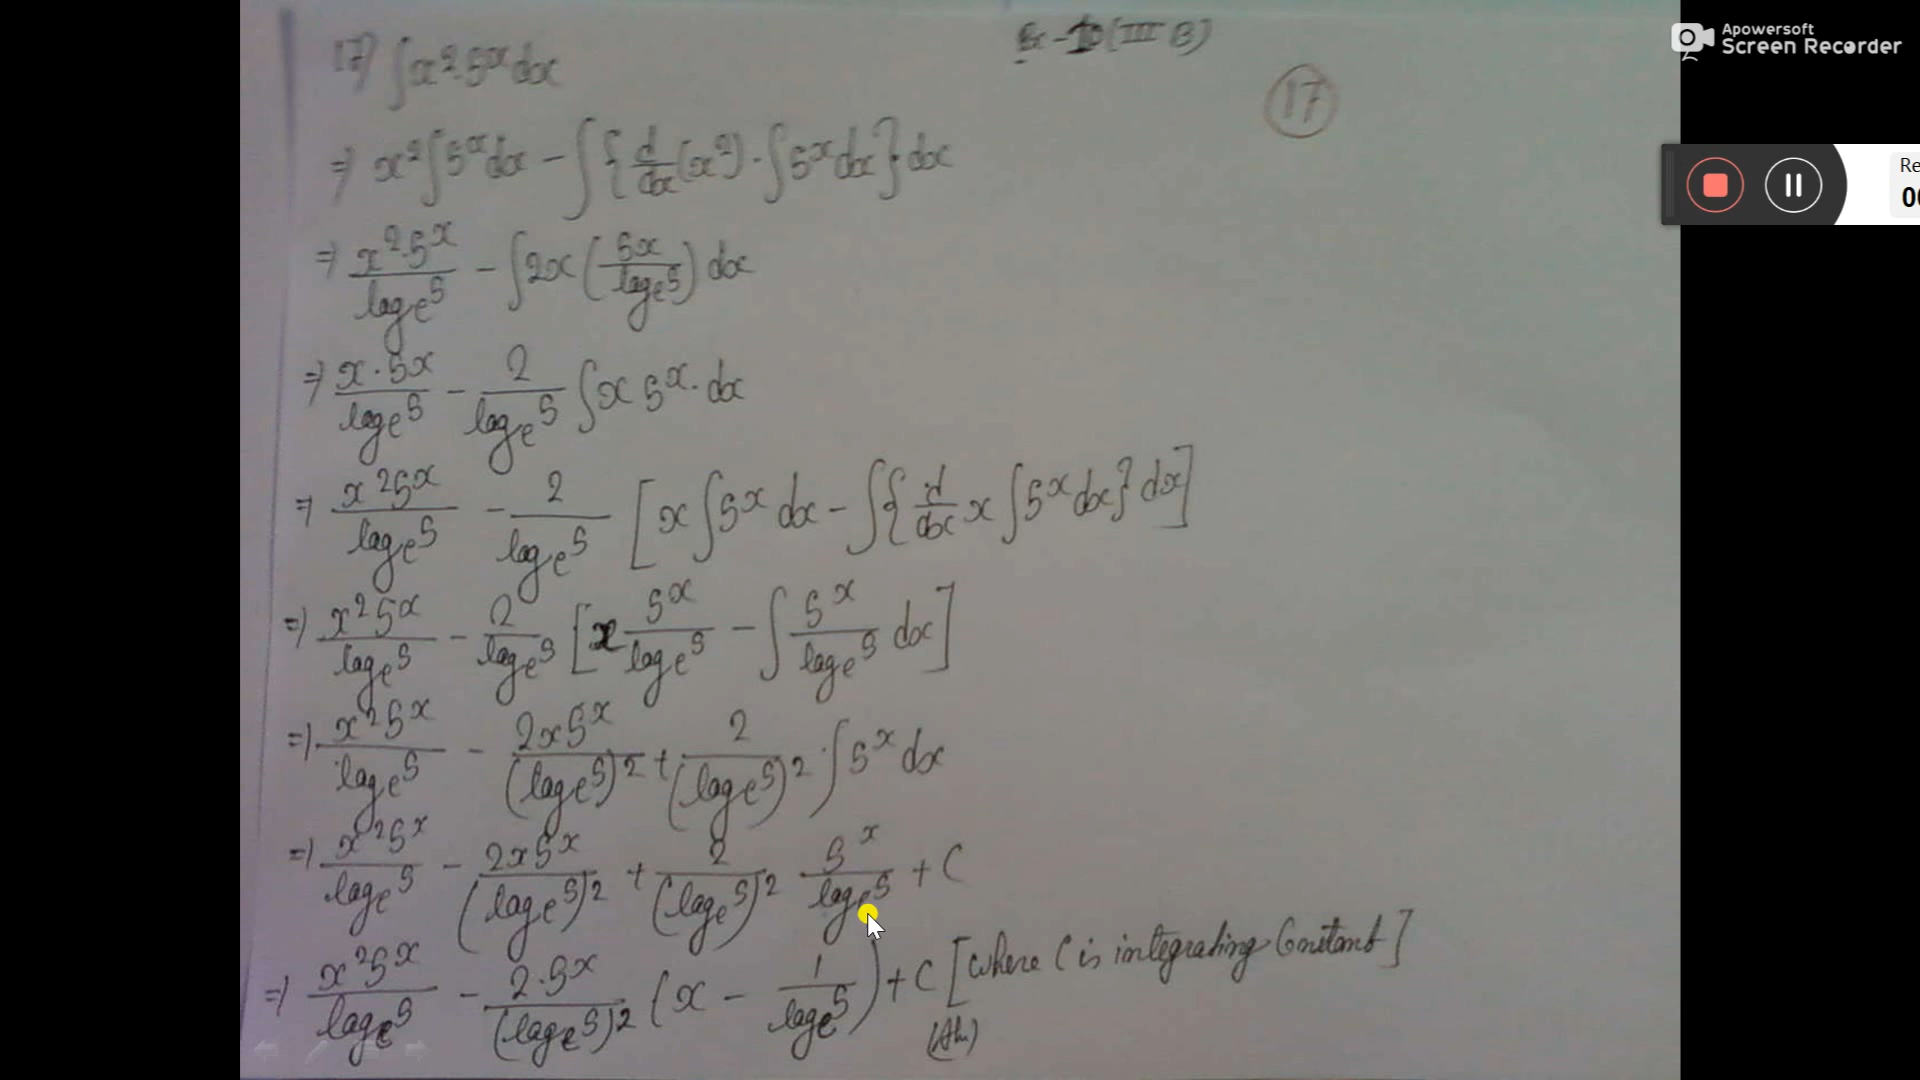 Ex-10 (III B)
17
17) ∫x².5ˣdx
⇒ x²∫5ˣdx - ∫{d/dx(x²)·∫5ˣdx}dx
⇒ x².5ˣ/logₑ5 - ∫2x(5x/logₑ5)dx
⇒ x·5x/logₑ5 - 2/logₑ5 ∫x 5ˣ·dx
⇒ x²5ˣ/logₑ5 - 2/logₑ5 [x∫5ˣ dx - ∫{d/dx x ∫5ˣdx}dx]
⇒ x²5ˣ/logₑ5 - 2/logₑ5 [x 5ˣ/logₑ5 - ∫5ˣ/logₑ5 dx]
⇒ x²5ˣ/logₑ5 - 2x5ˣ/(logₑ5)² + 2/(logₑ5)² ·∫5ˣ dx
⇒ x²5ˣ/logₑ5 - 2x5ˣ/(logₑ5)² + 2/(logₑ5)² 5ˣ/logₑ5 + C
⇒ x²5ˣ/logₑ5 - 2·5ˣ/(logₑ5)² (x - 1/logₑ5) + C [where C is integrating Constant]
(Ans)
Apowersoft
Screen Recorder
Re
00